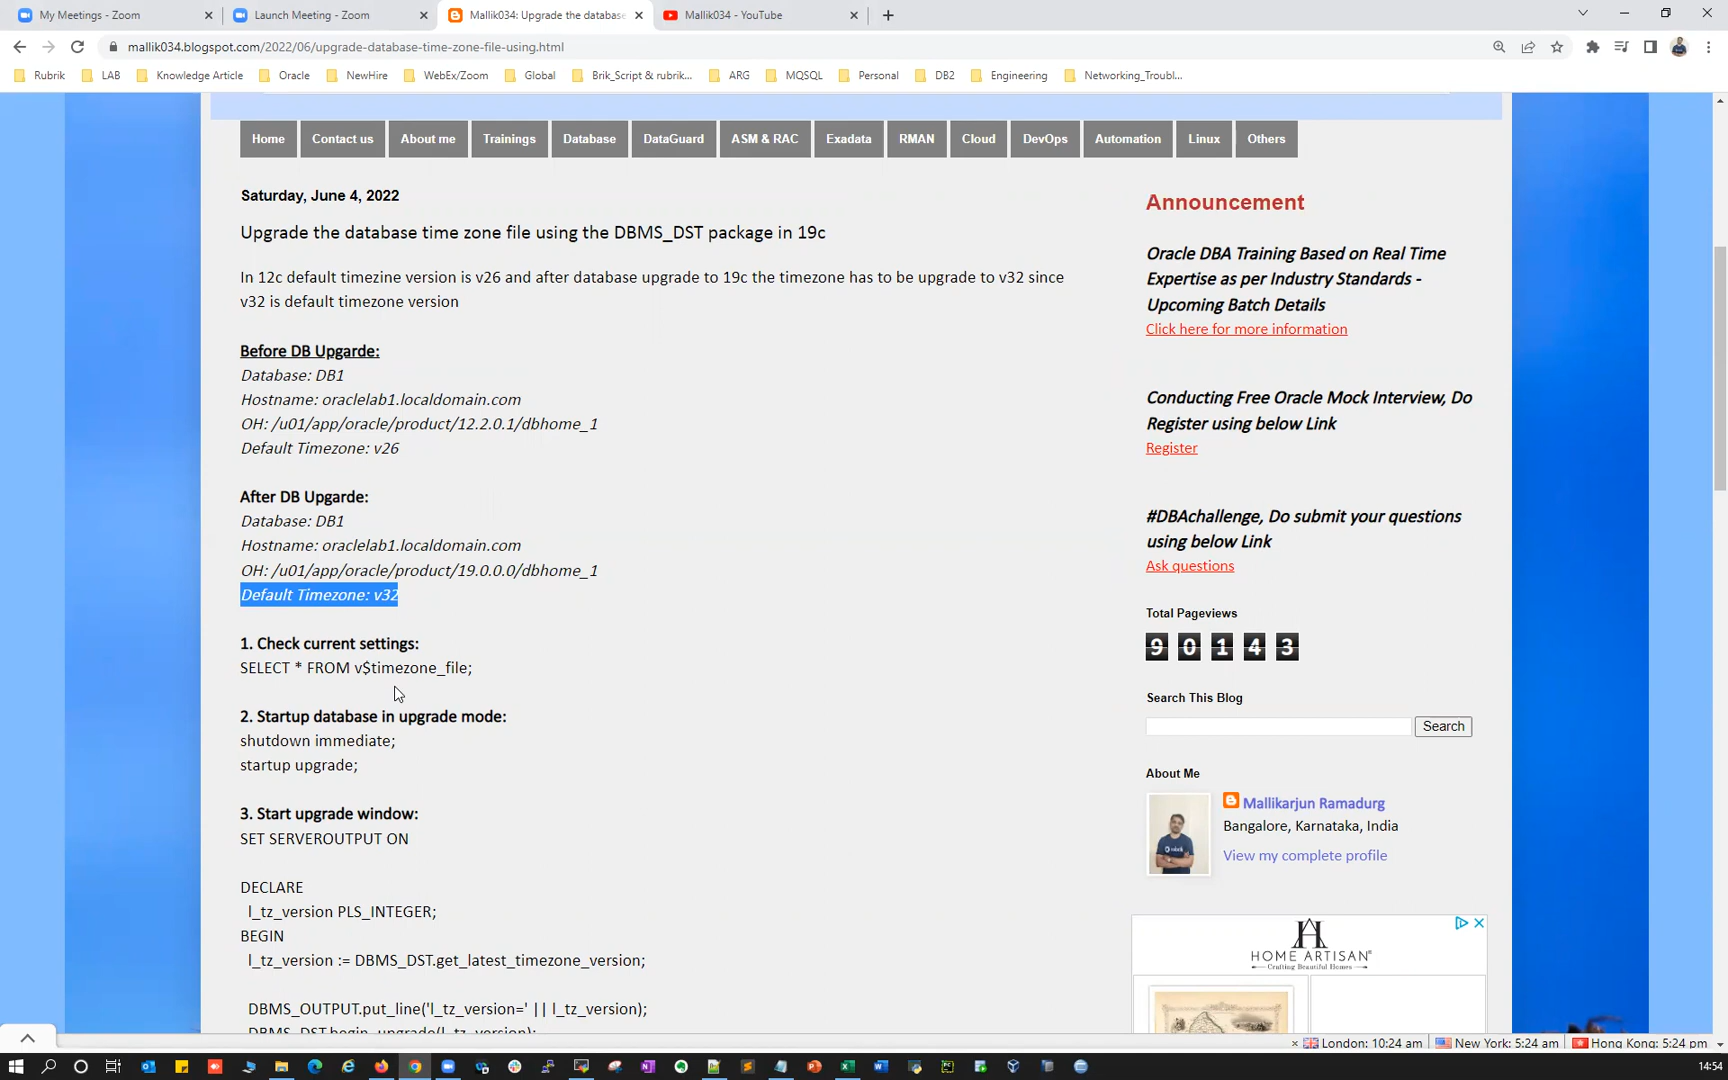 My Meetings - Zoom
Launch Meeting - Zoom
Mallik034: Upgrade the database
Mallik034 - YouTube
mallik034.blogspot.com/2022/06/upgrade-database-time-zone-file-using.html
Rubrik
LAB
Knowledge Article
Oracle
NewHire
WebEx/Zoom
Global
Brik_Script & rubrik...
ARG
MQSQL
Personal
DB2
Engineering
Networking_Troubl...
Home
Contact us
About me
Trainings
Database
DataGuard
ASM & RAC
Exadata
RMAN
Cloud
DevOps
Automation
Linux
Others
Saturday, June 4, 2022
Upgrade the database time zone file using the DBMS_DST package in 19c
In 12c default timezine version is v26 and after database upgrade to 19c the timezone has to be upgrade to v32 since
v32 is default timezone version
Before DB Upgarde:
Database: DB1
Hostname: oraclelab1.localdomain.com
OH: /u01/app/oracle/product/12.2.0.1/dbhome_1
Default Timezone: v26
After DB Upgarde:
Database: DB1
Hostname: oraclelab1.localdomain.com
OH: /u01/app/oracle/product/19.0.0.0/dbhome_1
Default Timezone: v32
1. Check current settings:
SELECT * FROM v$timezone_file;
2. Startup database in upgrade mode:
shutdown immediate;
startup upgrade;
3. Start upgrade window:
SET SERVEROUTPUT ON
DECLARE
l_tz_version PLS_INTEGER;
BEGIN
l_tz_version := DBMS_DST.get_latest_timezone_version;
DBMS_OUTPUT.put_line('l_tz_version=' || l_tz_version);
DBMS_DST.begin_upgrade(l_tz_version);
Announcement
Oracle DBA Training Based on Real Time
Expertise as per Industry Standards -
Upcoming Batch Details
Click here for more information
Conducting Free Oracle Mock Interview, Do
Register using below Link
Register
#DBAchallenge, Do submit your questions
using below Link
Ask questions
Total Pageviews
90143
Search This Blog
Search
About Me
Mallikarjun Ramadurg
Bangalore, Karnataka, India
View my complete profile
HOME ARTISAN
Crafting Beautiful Homes
London: 10:24 am
New York: 5:24 am
Hong Kong: 5:24 pm
14:54